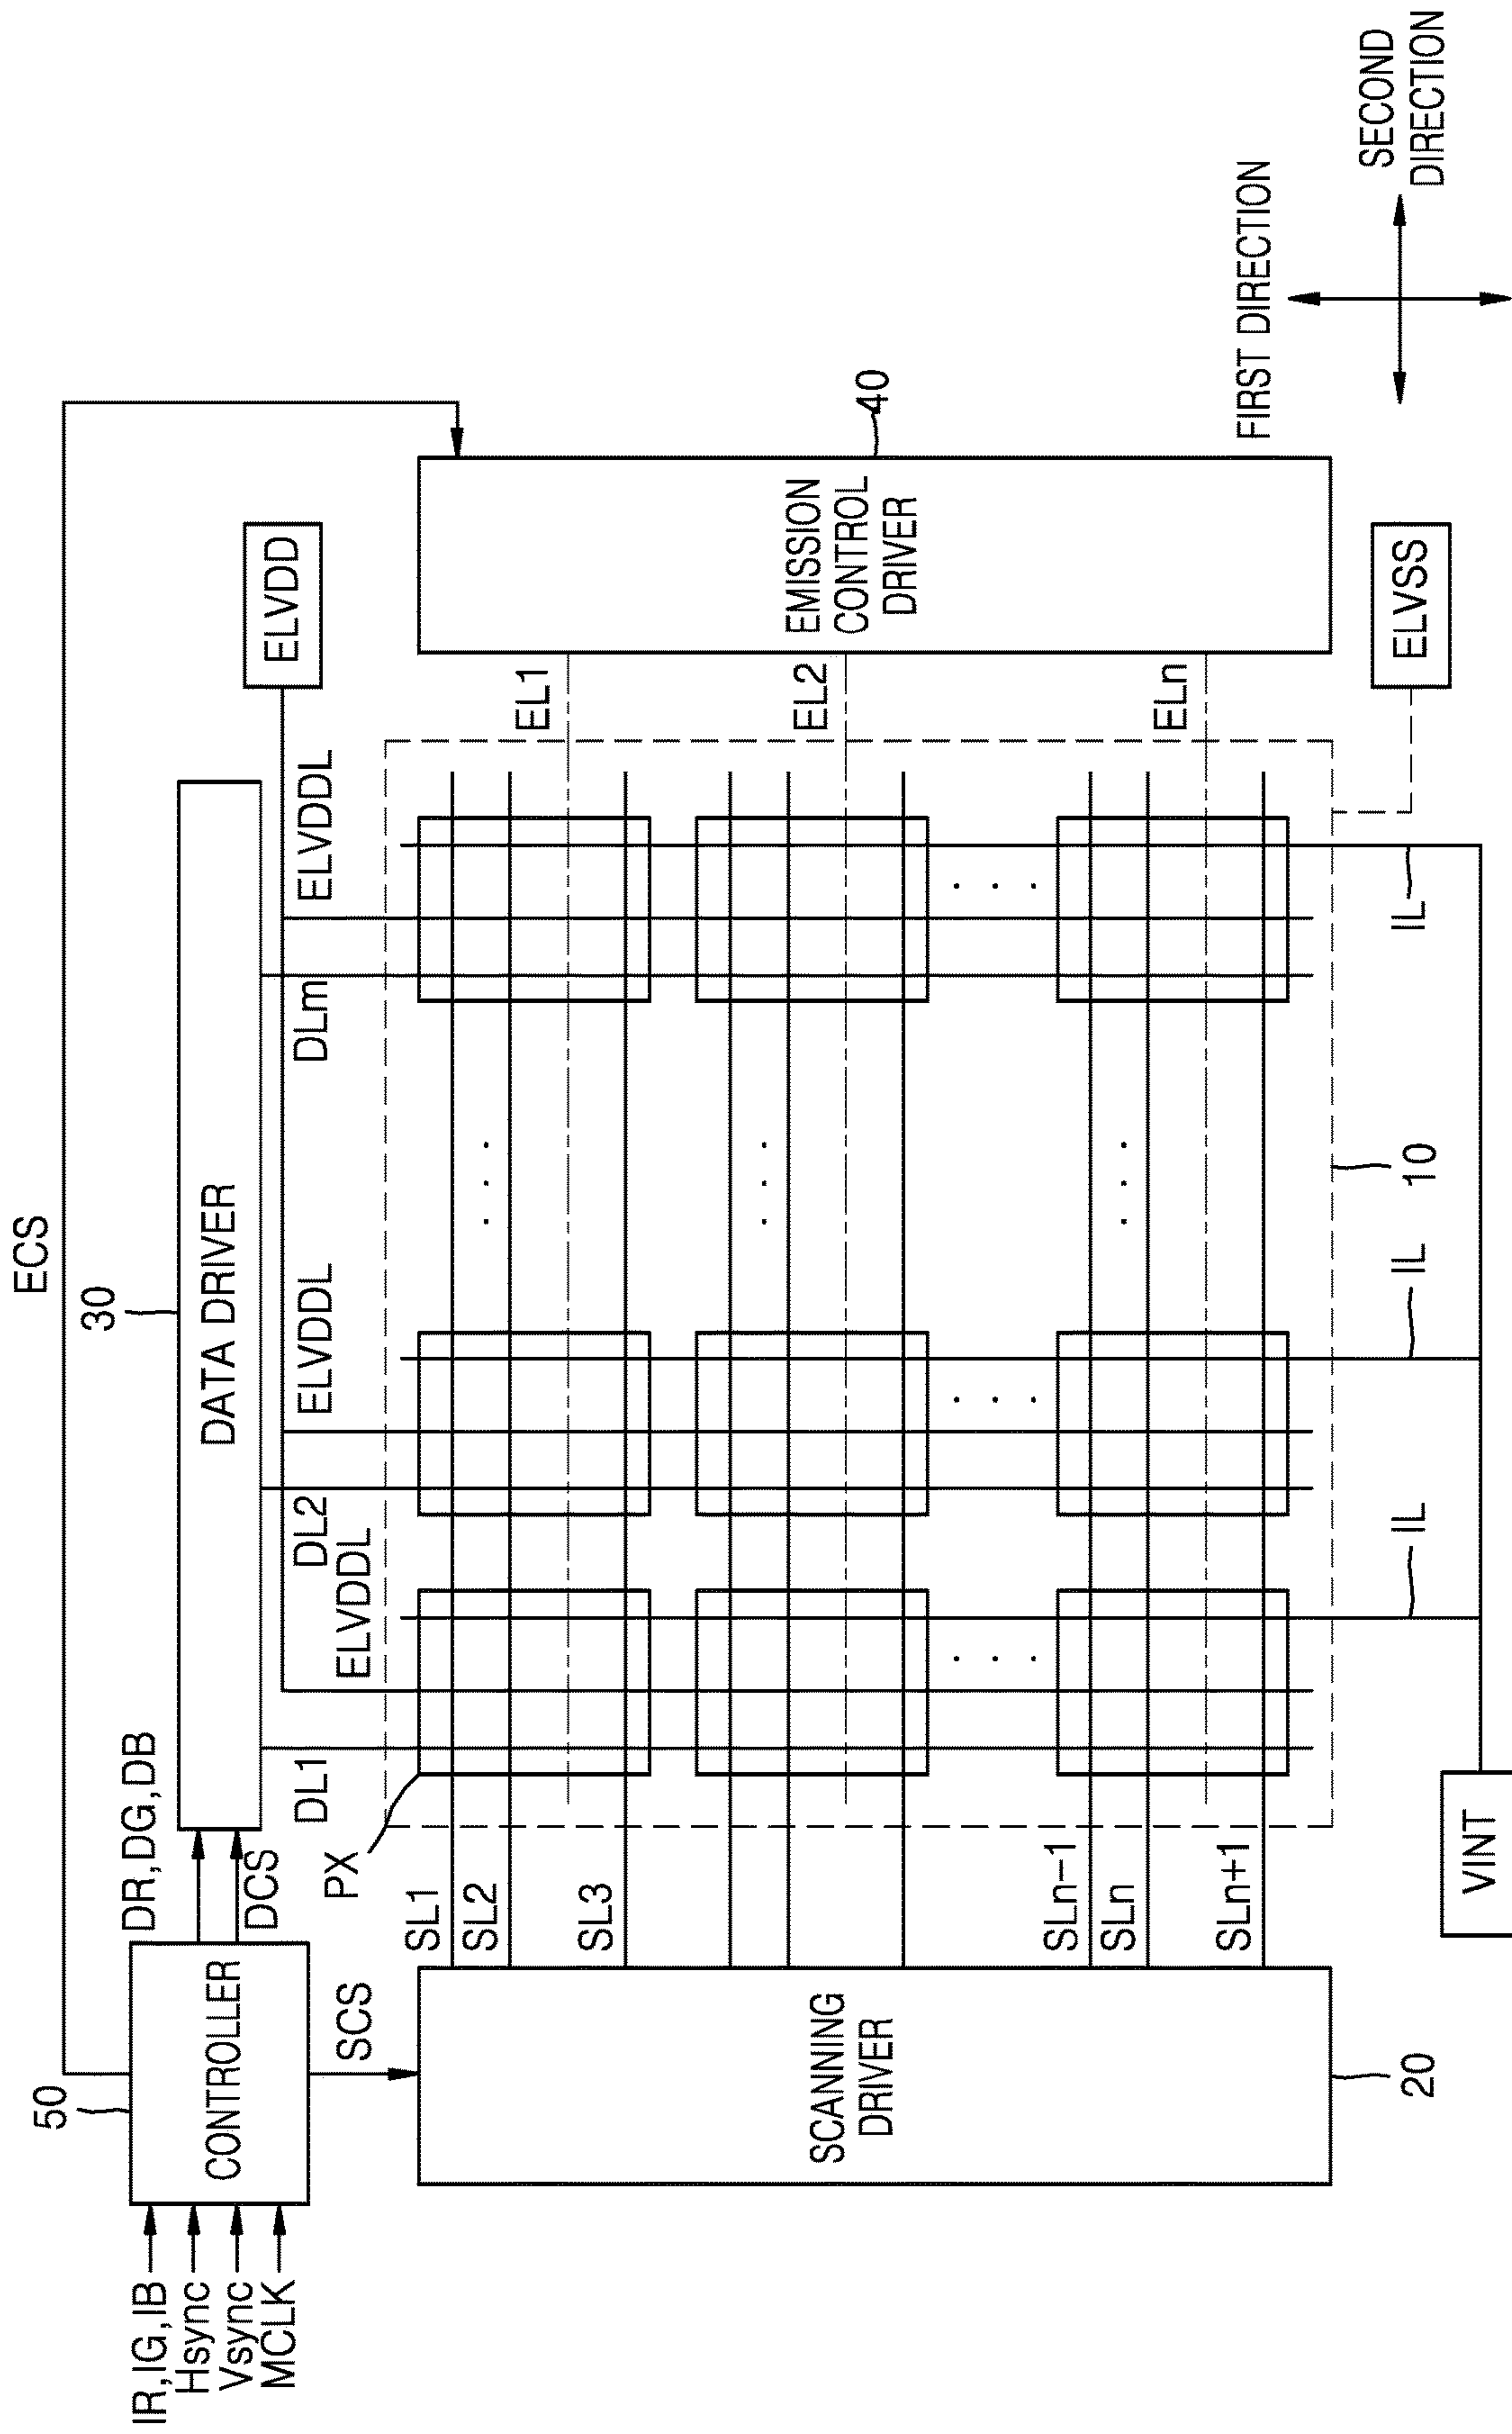 ECS
50
30
IR,IG,IB
Hsync
Vsync
MCLK
CONTROLLER
DR,DG,DB
DCS
DATA DRIVER
ELVDD
SCS
PX
DL1
ELVDDL
DL2
ELVDDL
DLm
ELVDDL
SL1
SL2
SL3
SLn-1
SLn
SLn+1
EL1
EL2
ELn
SCANNING
DRIVER
20
EMISSION
CONTROL
DRIVER
40
IL
IL
IL
10
ELVSS
VINT
FIRST DIRECTION
SECOND
DIRECTION